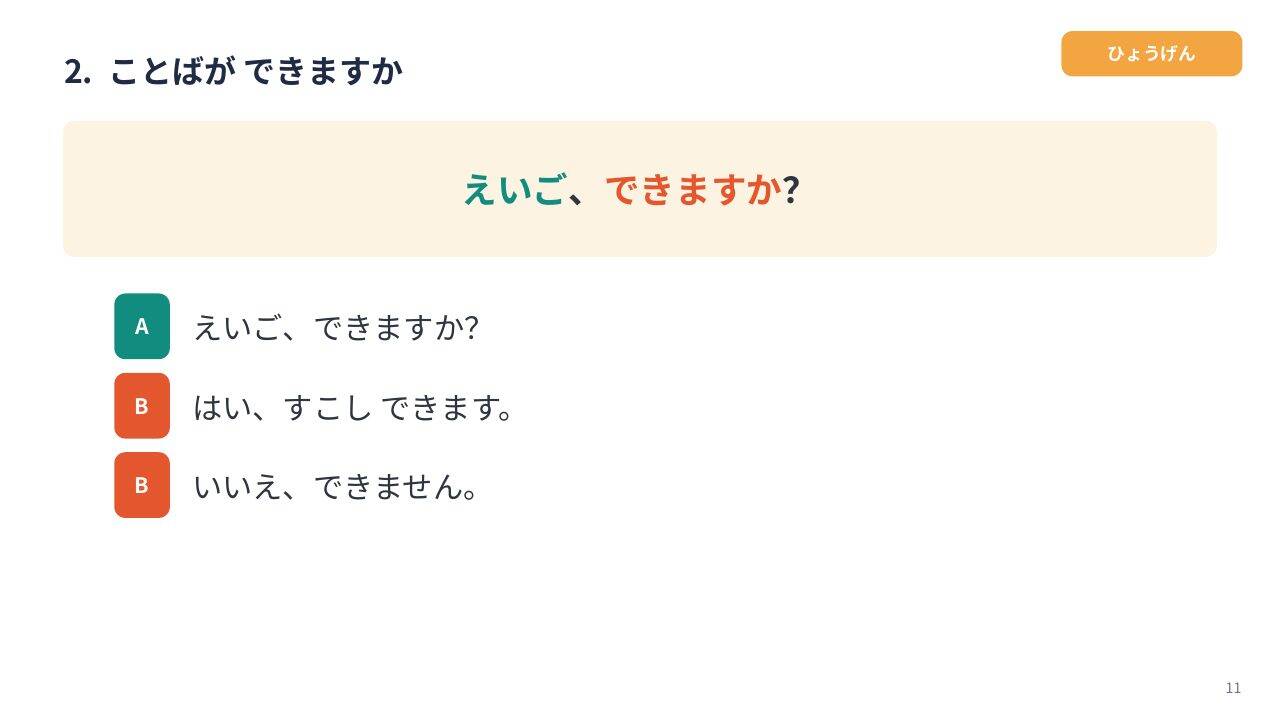 2. ことばが できますか
ひょうげん
えいご、できますか?
A えいご、できますか?
B はい、すこし できます。
B いいえ、できません。
11